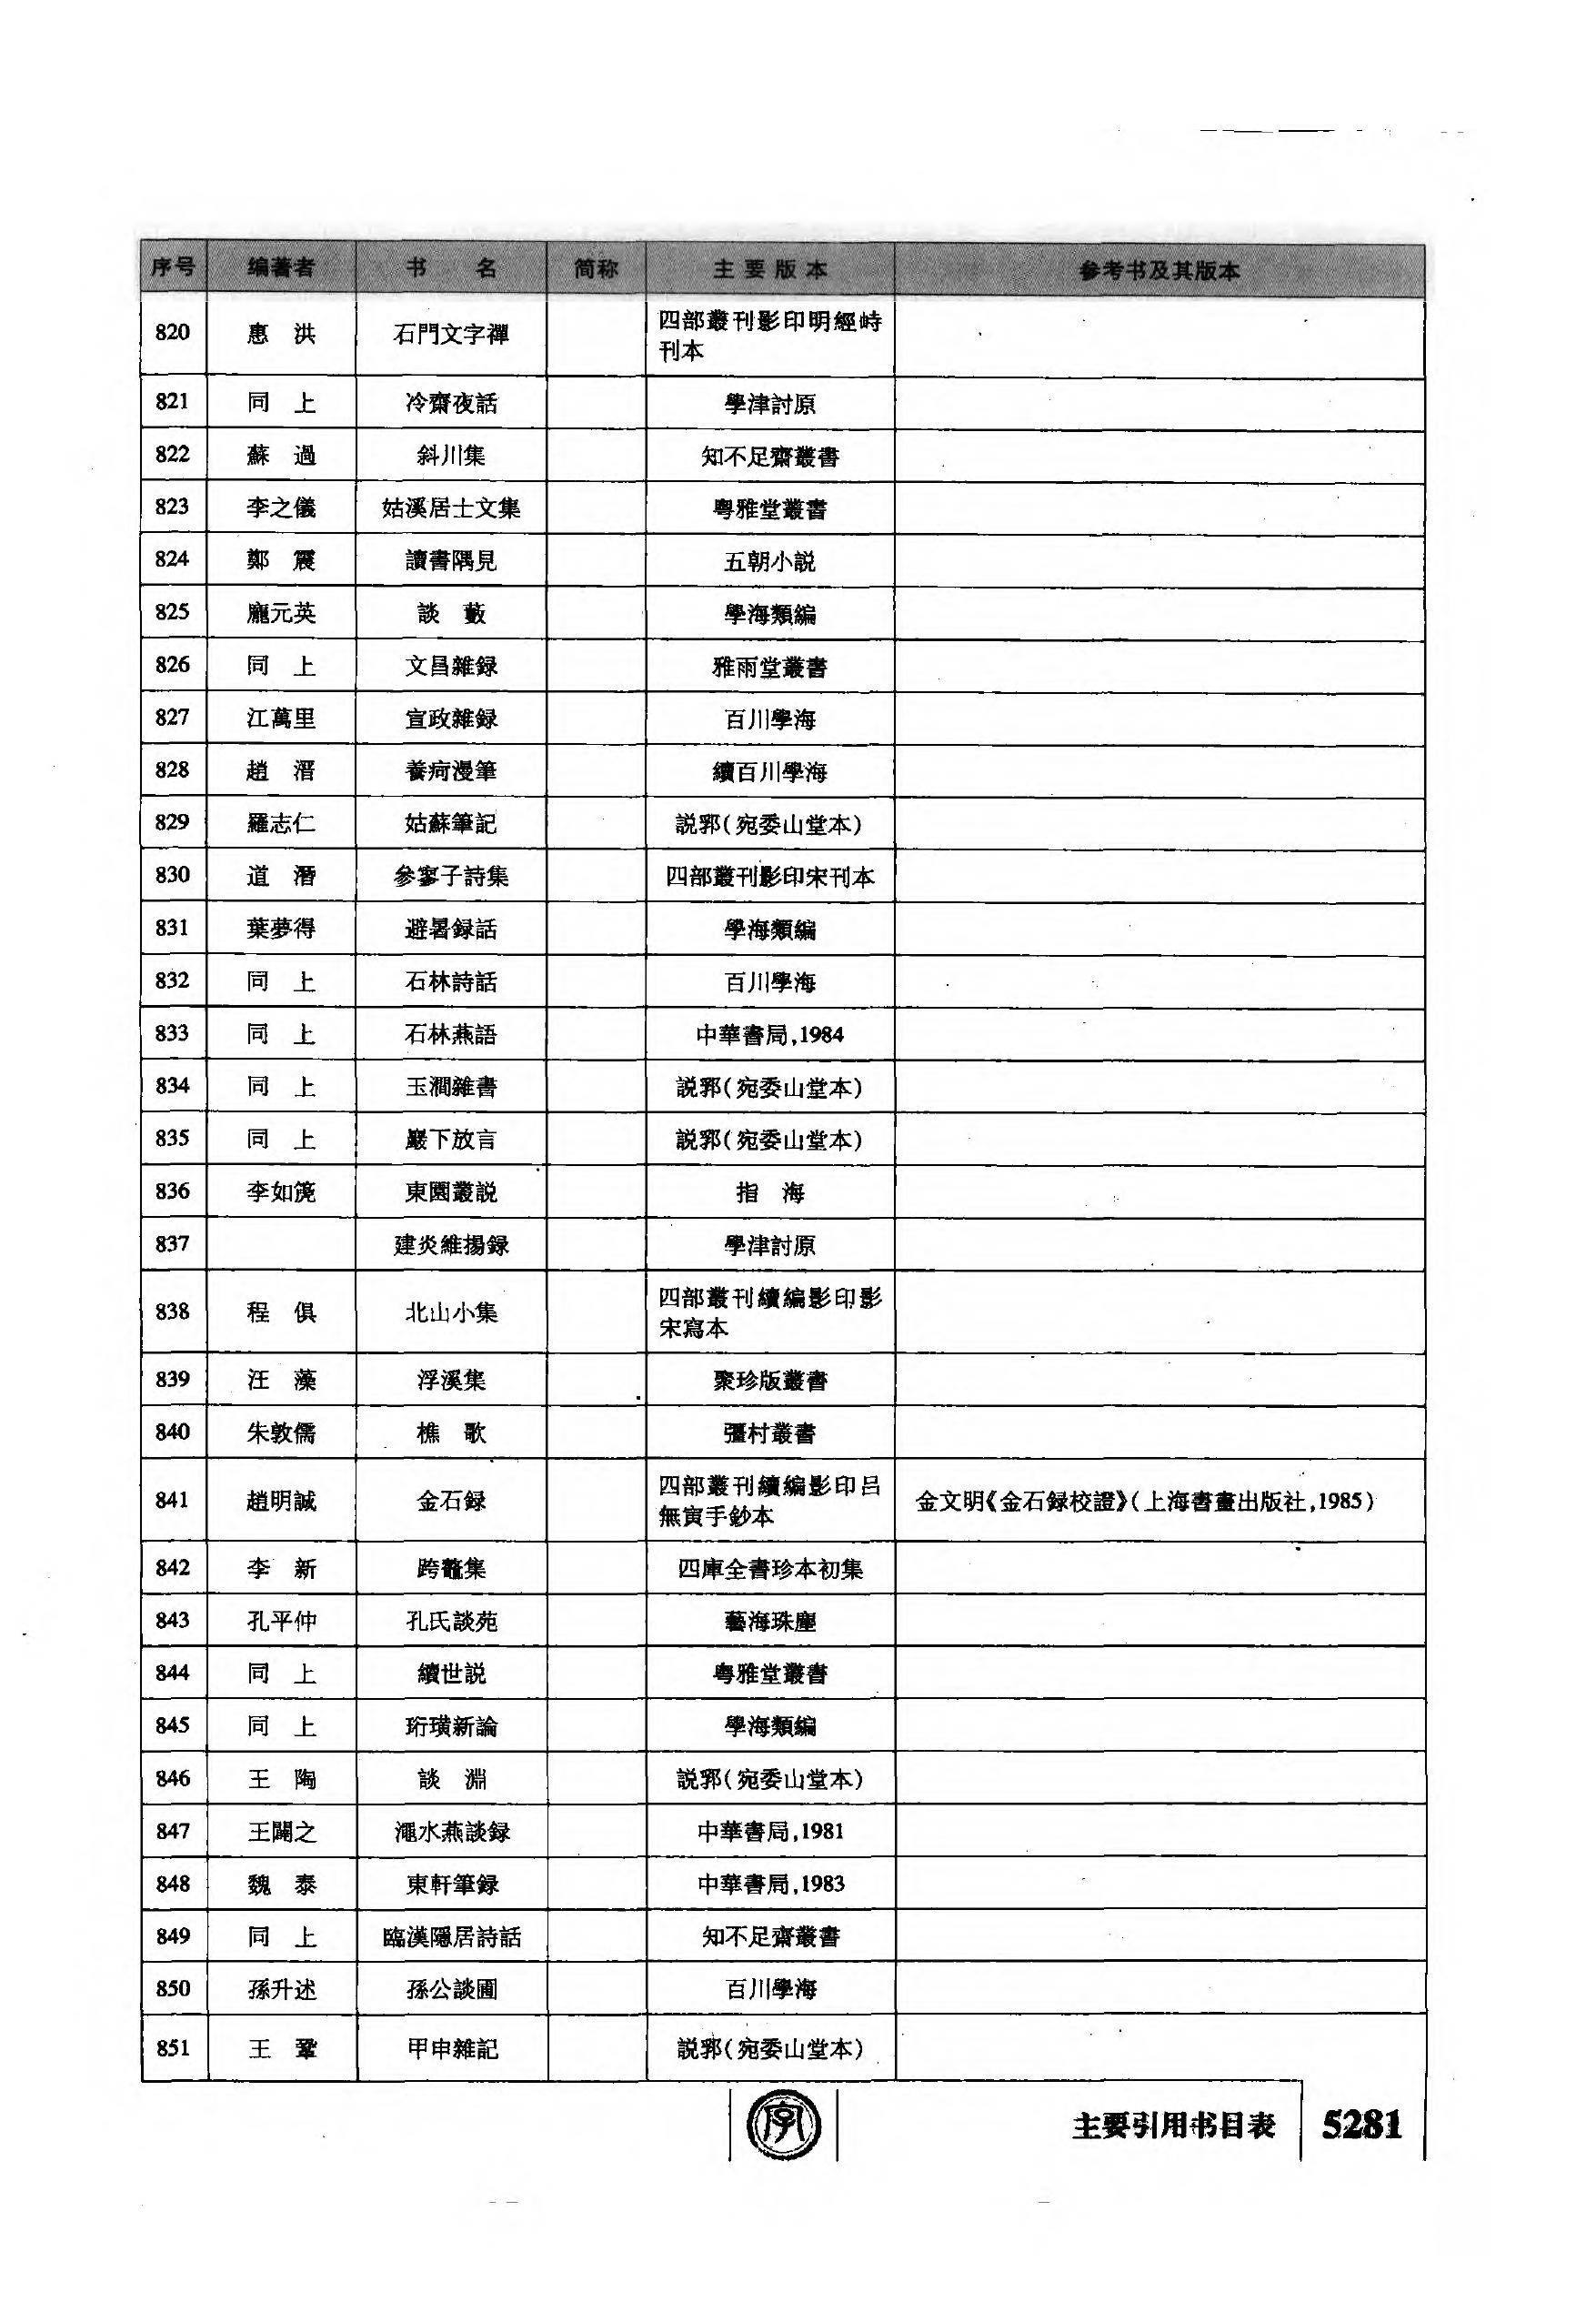 序号 编著者 书 名 简称 主要版本 参考书及其版本
820 惠 洪 石門文字禪 四部叢刊影印明經㟭
刊本
821 同 上 冷齋夜話 學津討原
822 蘇 過 斜川集 知不足齋叢書
823 李之儀 姑溪居士文集 粵雅堂叢書
824 鄭 震 讀書隅見 五朝小説
825 龐元英 談 藪 學海類編
826 同 上 文昌雜録 雅雨堂叢書
827 江萬里 宣政雜録 百川學海
828 趙 溍 養疴漫筆 續百川學海
829 羅志仁 姑蘇筆記 説郛(宛委山堂本)
830 道 潛 參寥子詩集 四部叢刊影印宋刊本
831 葉夢得 避暑録話 學海類編
832 同 上 石林詩話 百川學海
833 同 上 石林燕語 中華書局,1984
834 同 上 玉澗雜書 説郛(宛委山堂本)
835 同 上 巖下放言 説郛(宛委山堂本)
836 李如箎 東園叢説 指 海
837 建炎維揚録 學津討原
838 程 俱 北山小集 四部叢刊續編影印影
宋寫本
839 汪 藻 浮溪集 聚珍版叢書
840 朱敦儒 樵 歌 彊村叢書
841 趙明誠 金石録 四部叢刊續編影印吕
無寅手鈔本 金文明《金石録校證》(上海書畫出版社,1985)
842 李 新 跨鼇集 四庫全書珍本初集
843 孔平仲 孔氏談苑 藝海珠塵
844 同 上 續世説 粤雅堂叢書
845 同 上 珩璜新論 學海類編
846 王 陶 談 淵 説郛(宛委山堂本)
847 王闢之 澠水燕談録 中華書局,1981
848 魏 泰 東軒筆録 中華書局,1983
849 同 上 臨漢隱居詩話 知不足齋叢書
850 孫升述 孫公談圃 百川學海
851 王 鞏 甲申雜記 説郛(宛委山堂本)
字 主要引用书目表 5281